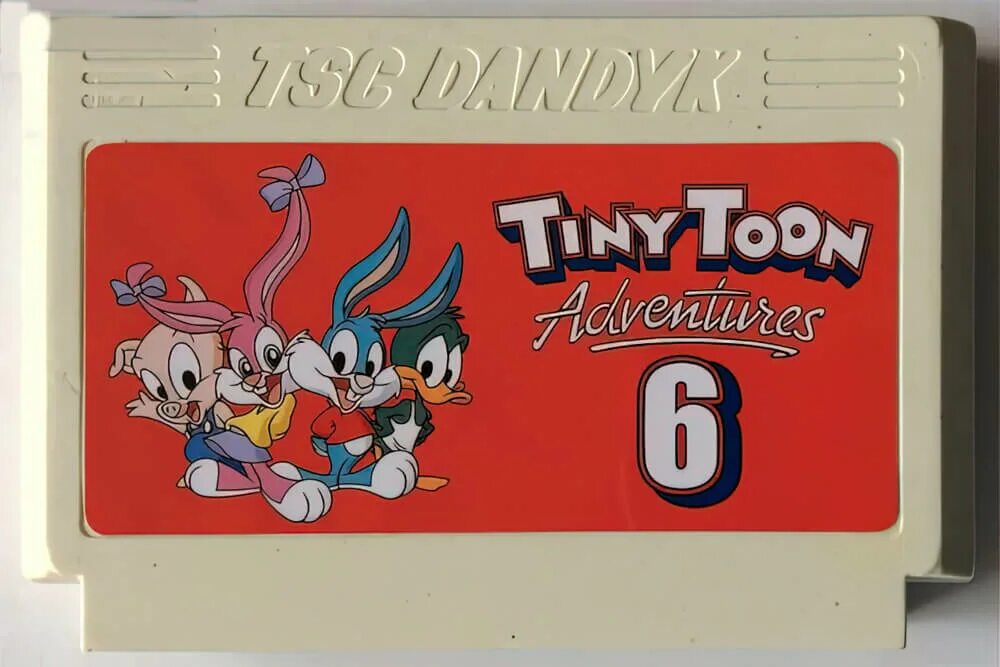 TSC DANDYK
TINY TOON
Adventures
6